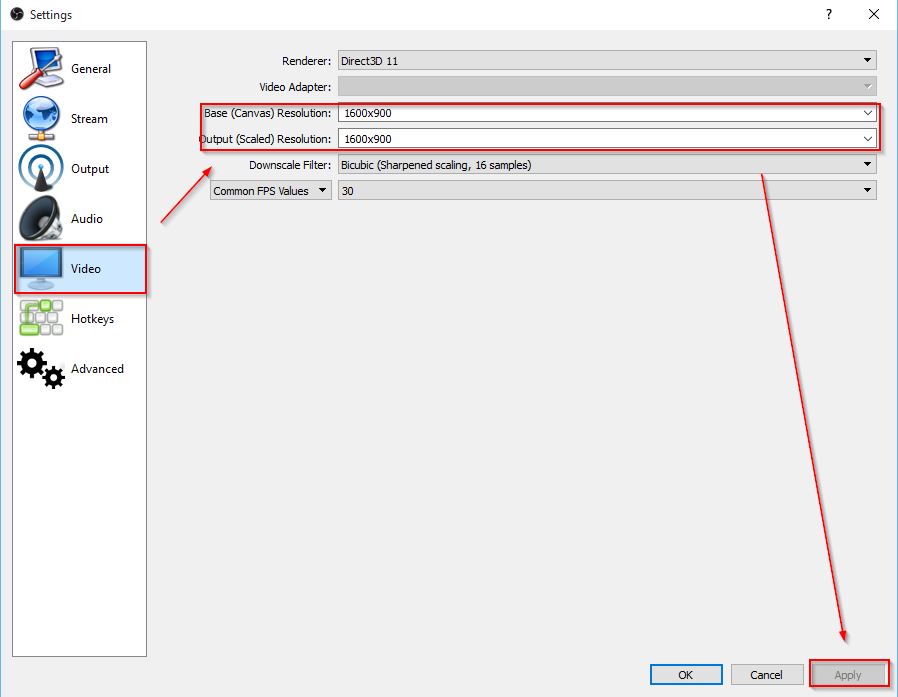 Settings
?
General
Stream
Output
Audio
Video
Hotkeys
Advanced
Renderer: Direct3D 11
Video Adapter:
Base (Canvas) Resolution: 1600x900
Output (Scaled) Resolution: 1600x900
Downscale Filter: Bicubic (Sharpened scaling, 16 samples)
Common FPS Values 30
OK Cancel Apply